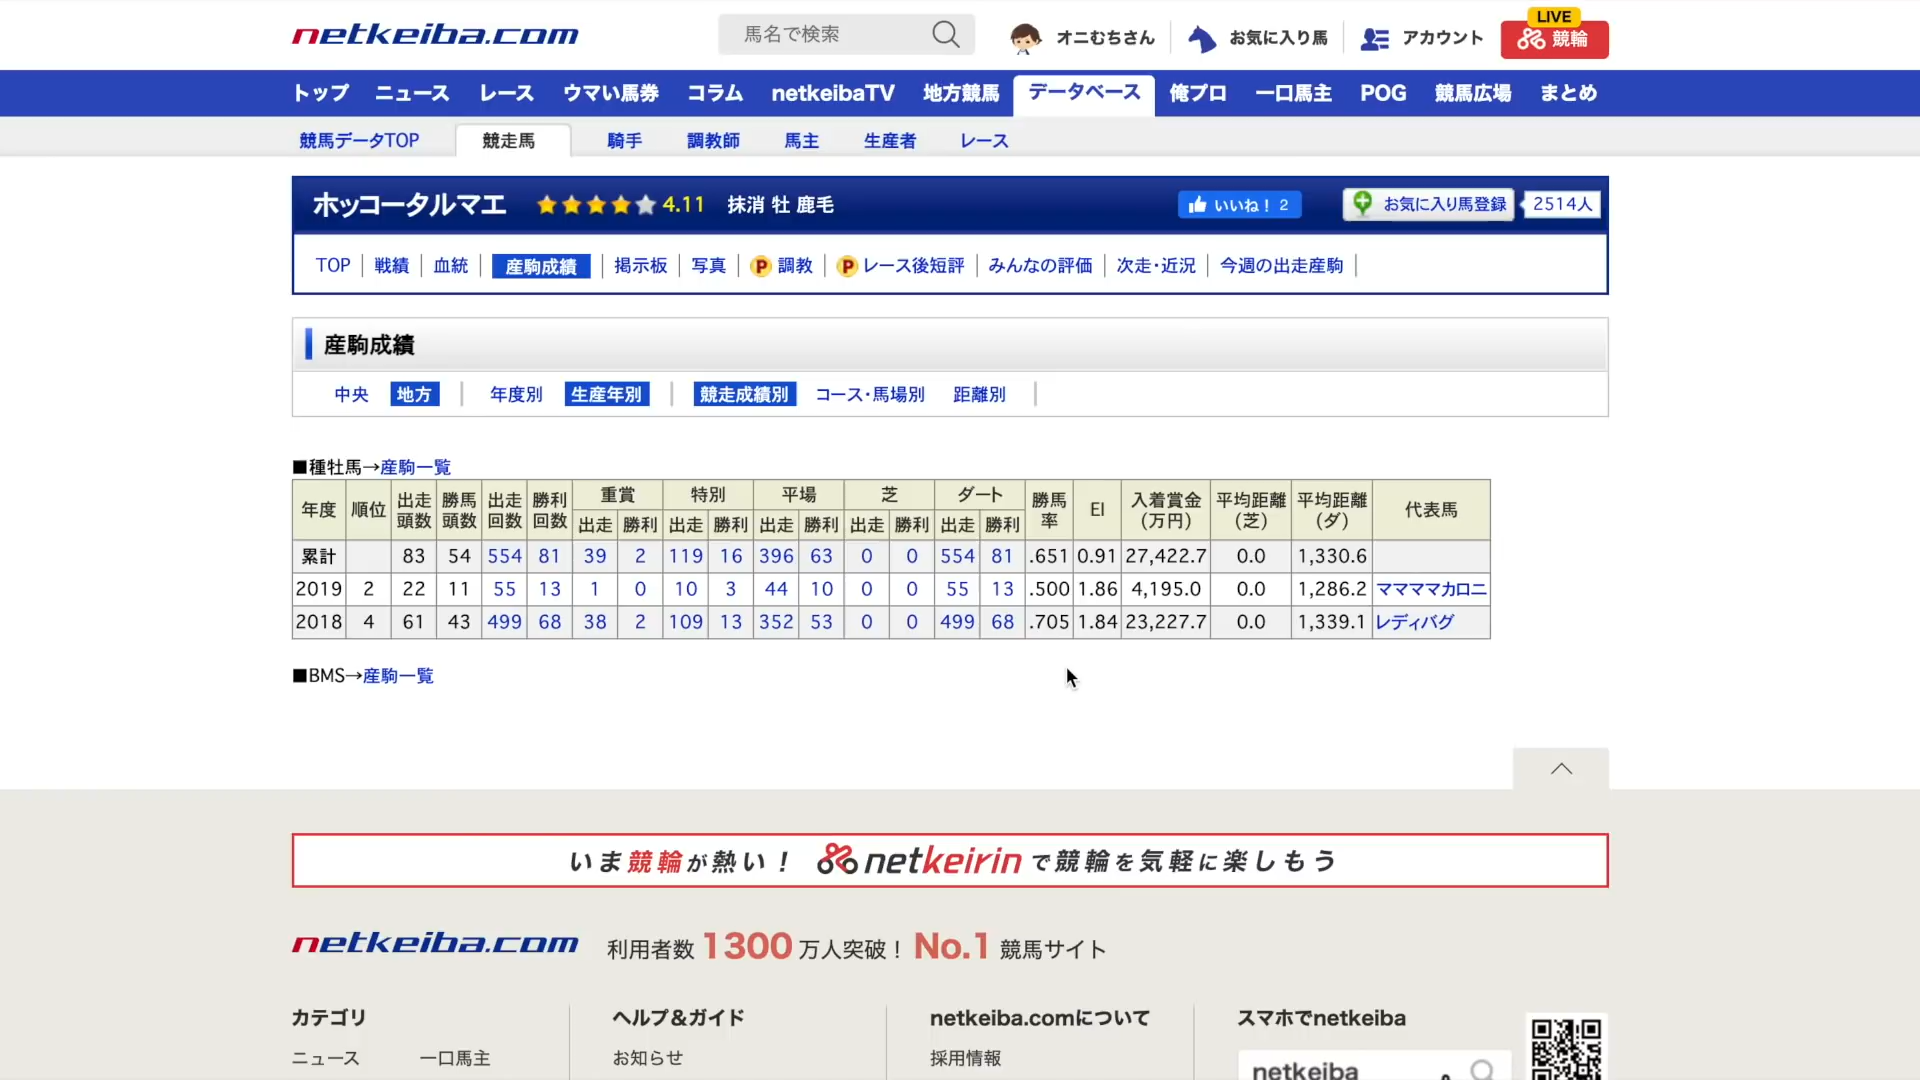 netkeiba.com
馬名で検索
オニむちさん
お気に入り馬
アカウント
LIVE
競輪
トップ ニュース レース ウマい馬券 コラム netkeibaTV 地方競馬 データベース 俺プロ 一口馬主 POG 競馬広場 まとめ
競馬データTOP 競走馬 騎手 調教師 馬主 生産者 レース
ホッコータルマエ 4.11 抹消 牡 鹿毛 いいね！ 2 お気に入り馬登録 2514人
TOP 戦績 血統 産駒成績 掲示板 写真 P 調教 P レース後短評 みんなの評価 次走・近況 今週の出走産駒
産駒成績
中央 地方 年度別 生産年別 競走成績別 コース・馬場別 距離別
■種牡馬→産駒一覧
年度 順位 出走頭数 勝馬頭数 出走回数 勝利回数 重賞 特別 平場 芝 ダート 勝馬率 EI 入着賞金(万円) 平均距離(芝) 平均距離(ダ) 代表馬
出走 勝利 出走 勝利 出走 勝利 出走 勝利 出走 勝利
累計 83 54 554 81 39 2 119 16 396 63 0 0 554 81 .651 0.91 27,422.7 0.0 1,330.6
2019 2 22 11 55 13 1 0 10 3 44 10 0 0 55 13 .500 1.86 4,195.0 0.0 1,286.2 ママママカロニ
2018 4 61 43 499 68 38 2 109 13 352 53 0 0 499 68 .705 1.84 23,227.7 0.0 1,339.1 レディバグ
■BMS→産駒一覧
いま競輪が熱い！ netkeirinで競輪を気軽に楽しもう
netkeiba.com 利用者数 1300 万人突破！ No.1 競馬サイト
カテゴリ ヘルプ&ガイド netkeiba.comについて スマホでnetkeiba
ニュース 一口馬主 お知らせ 採用情報 netkeiba